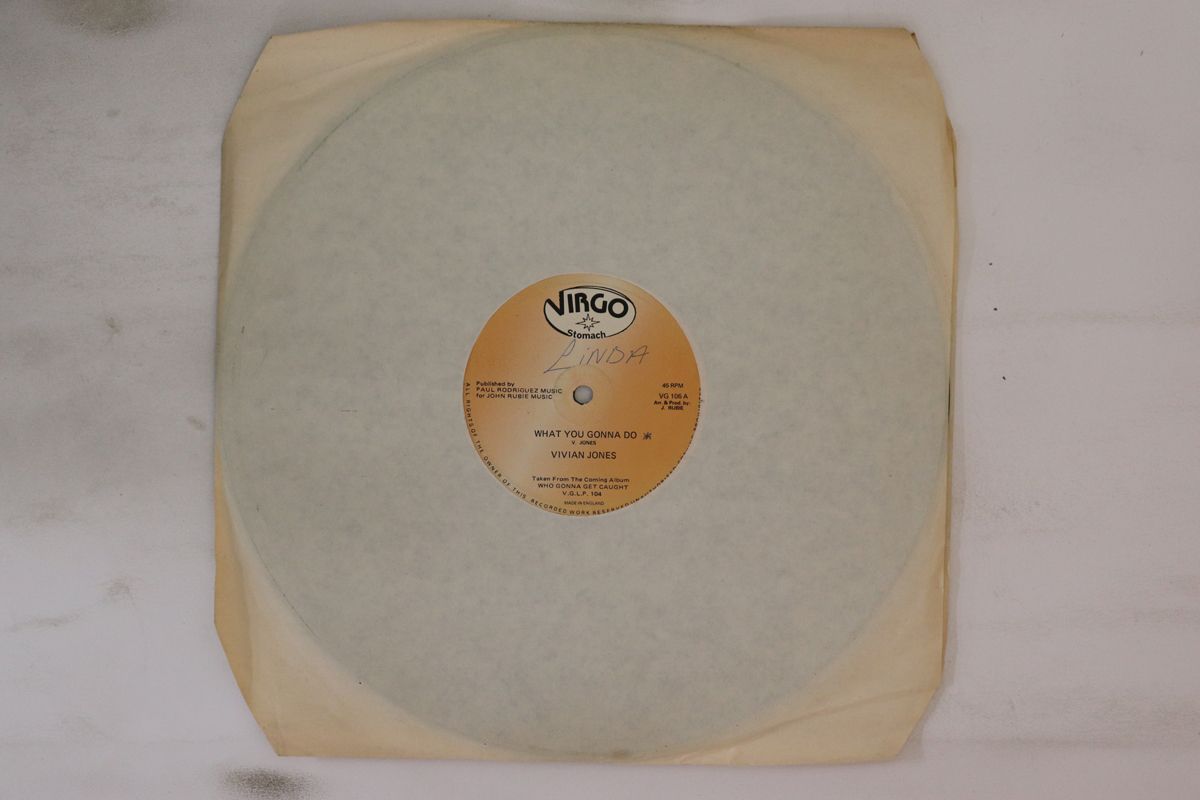 VIRGO
Stomach
LINDA
Published by
PAUL RODRIGUEZ MUSIC
for JOHN RUBIE MUSIC
45 RPM
VG 106 A
Arr. & Prod. by:
J. RUBIE
WHAT YOU GONNA DO
V. JONES
VIVIAN JONES
Taken From The Coming Album
WHO GONNA GET CAUGHT
V.G.L.P. 104
MADE IN ENGLAND
ALL RIGHTS OF THE OWNER OF THIS RECORDED WORK RESERVED UNAUTHORISED